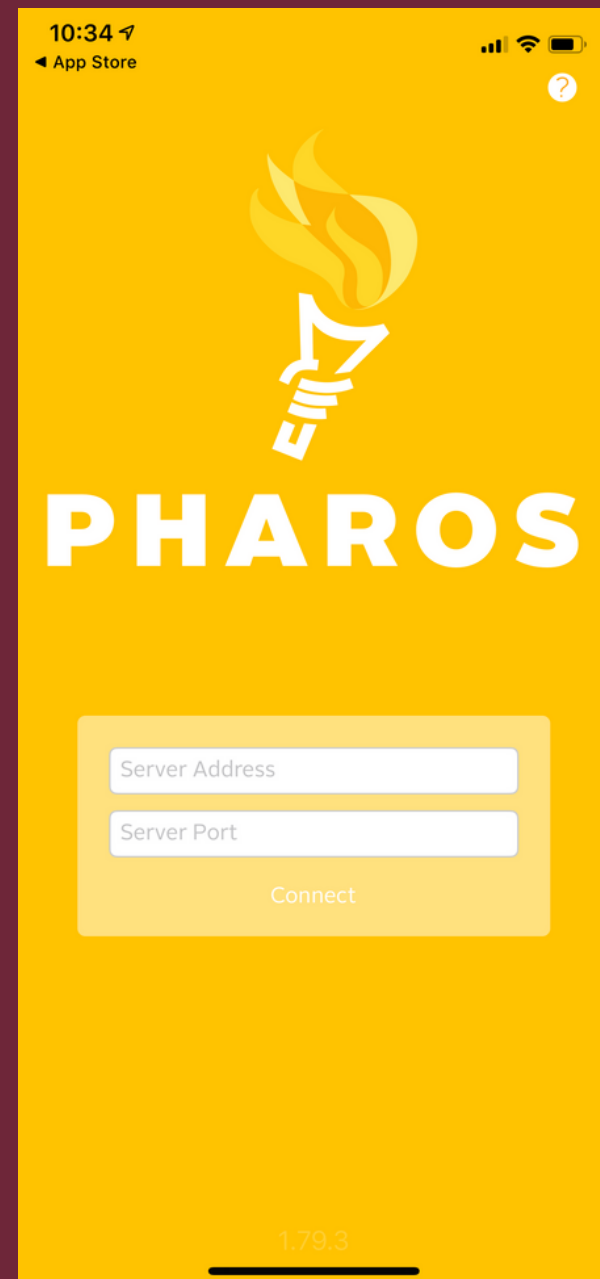 10:34
◀ App Store
?
PHAROS
Server Address
Server Port
Connect
1.79.3